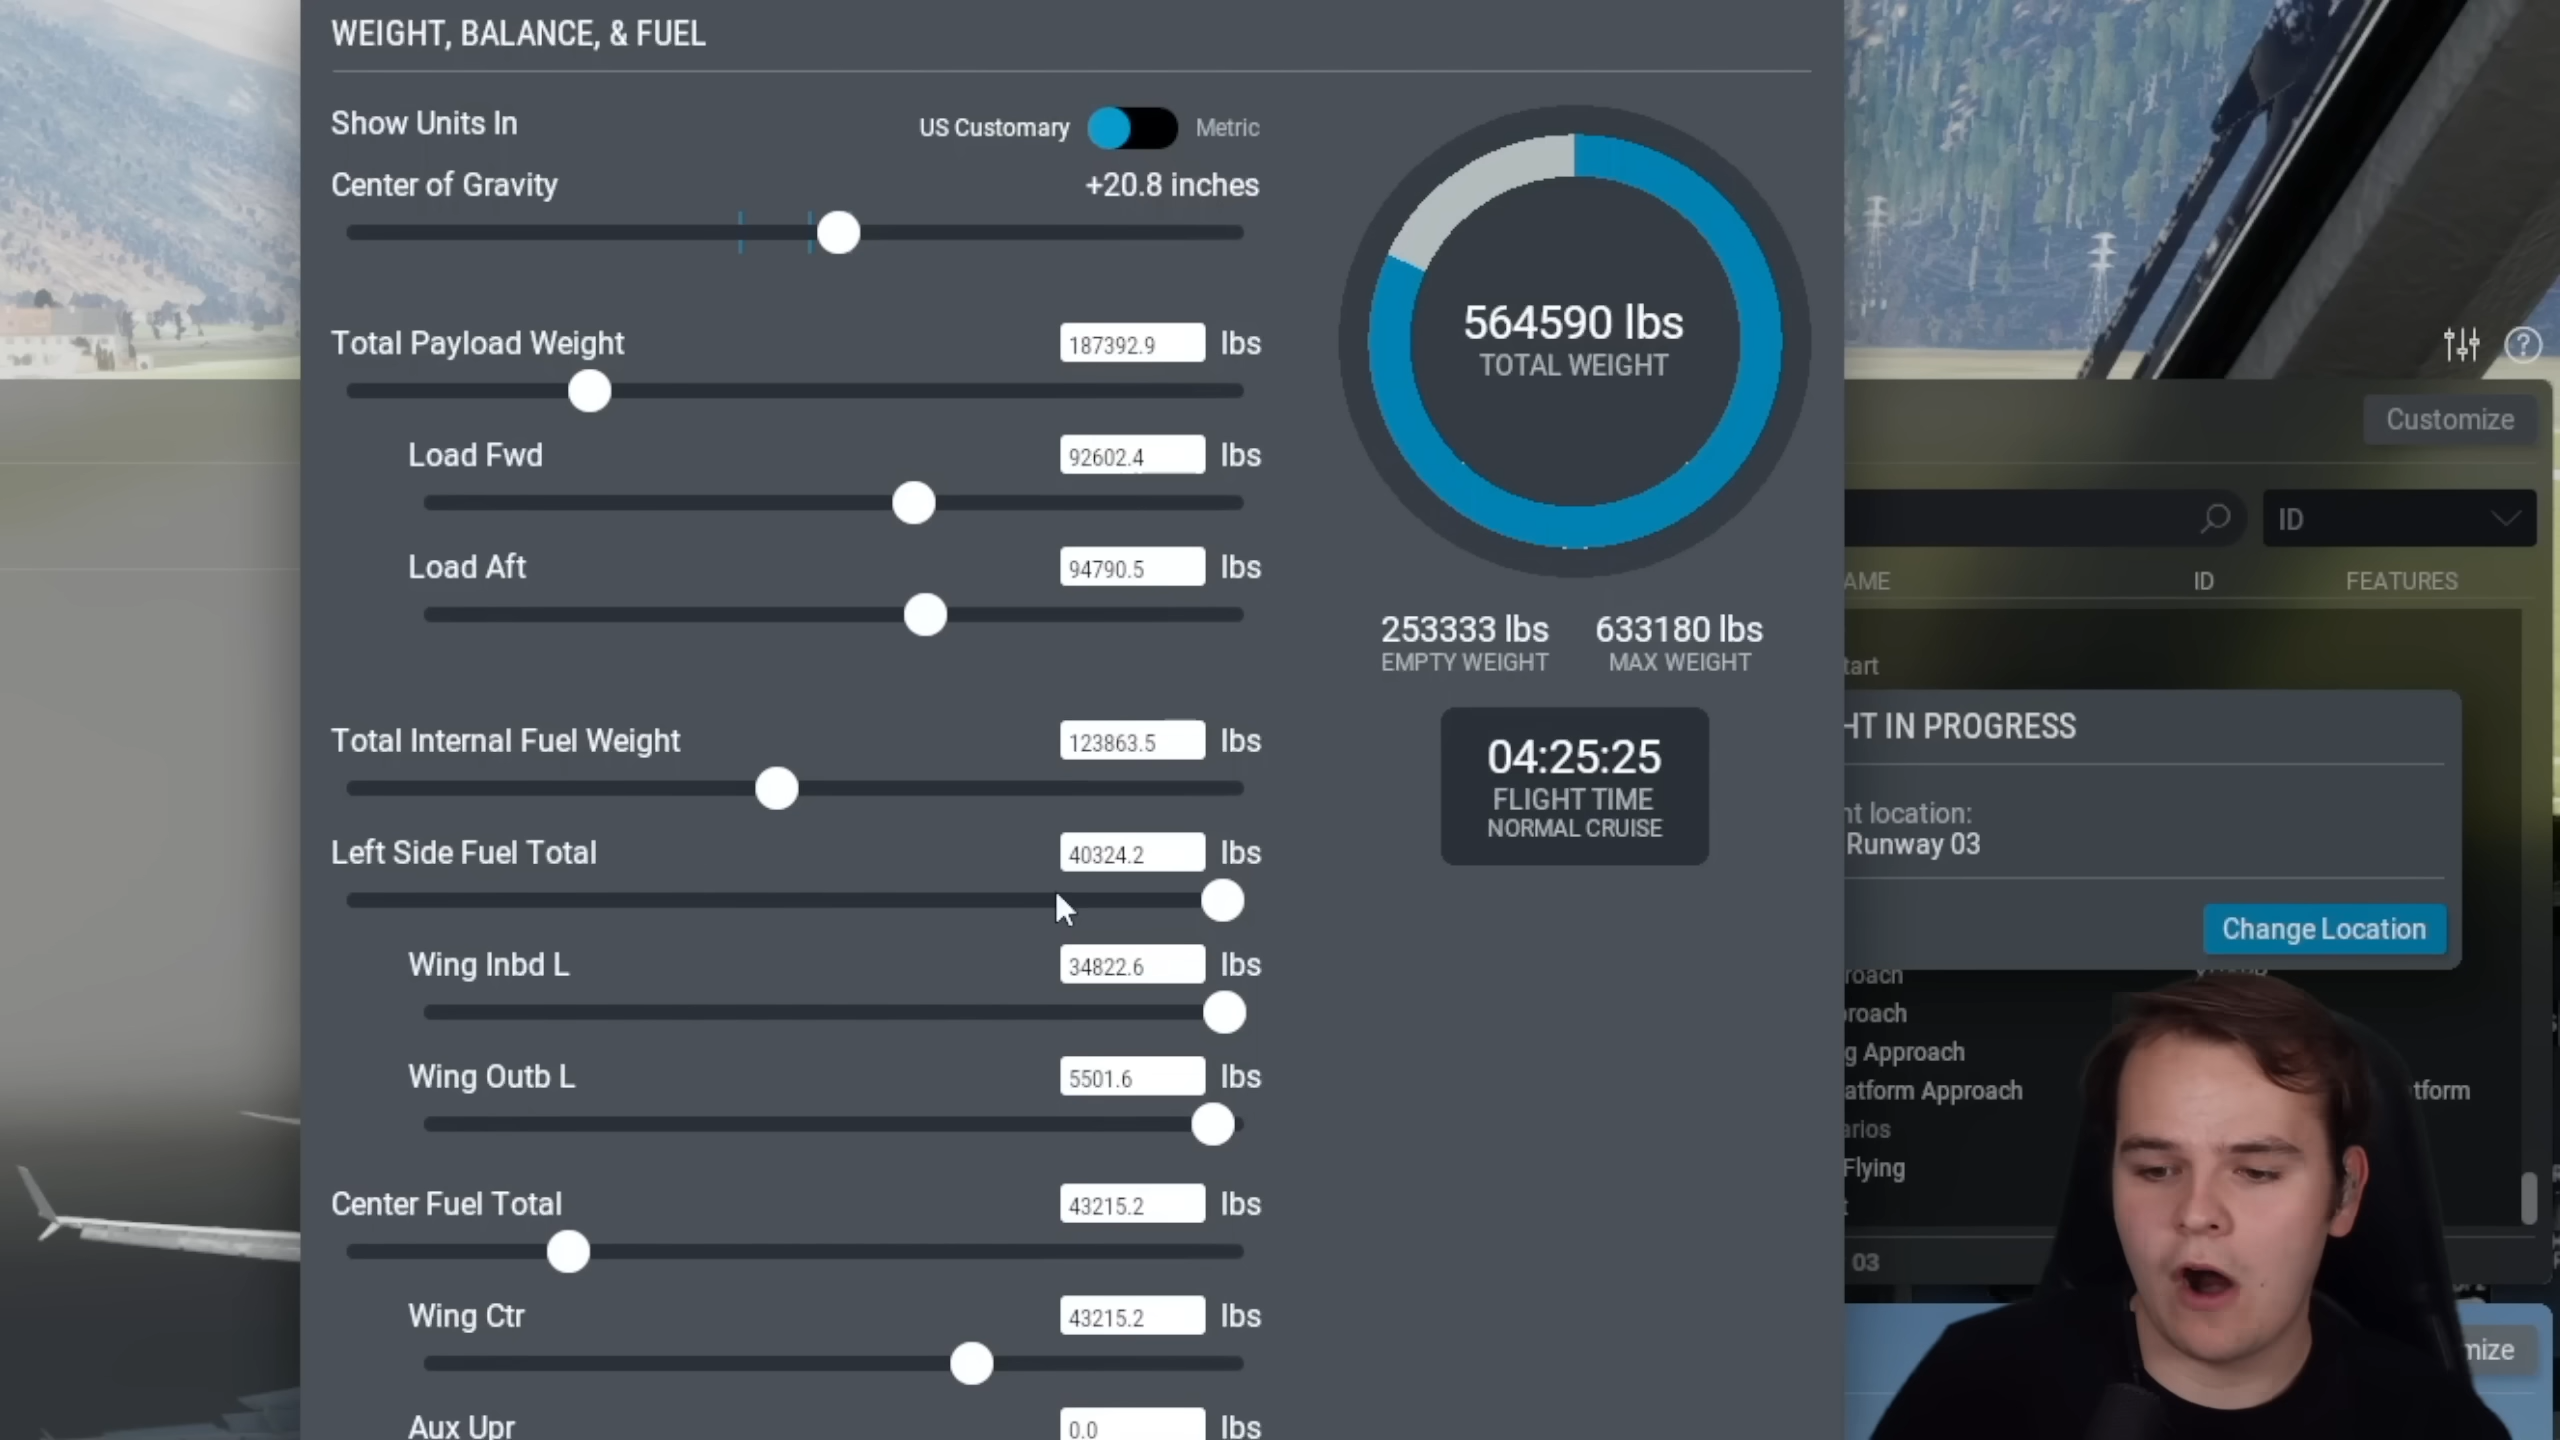 WEIGHT, BALANCE, & FUEL
Show Units In
US Customary
Metric
Center of Gravity
+20.8 inches
Total Payload Weight
187392.9 lbs
Load Fwd
92602.4 lbs
Load Aft
94790.5 lbs
Total Internal Fuel Weight
123863.5 lbs
Left Side Fuel Total
40324.2 lbs
Wing Inbd L
34822.6 lbs
Wing Outb L
5501.6 lbs
Center Fuel Total
43215.2 lbs
Wing Ctr
43215.2 lbs
Aux Upr
0.0 lbs
564590 lbs
TOTAL WEIGHT
253333 lbs
EMPTY WEIGHT
633180 lbs
MAX WEIGHT
04:25:25
FLIGHT TIME
NORMAL CRUISE
?
Customize
ID
AME
ID
FEATURES
tart
HT IN PROGRESS
nt location:
Runway 03
Change Location
roach
roach
g Approach
atform Approach
tform
arios
Flying
03
mize